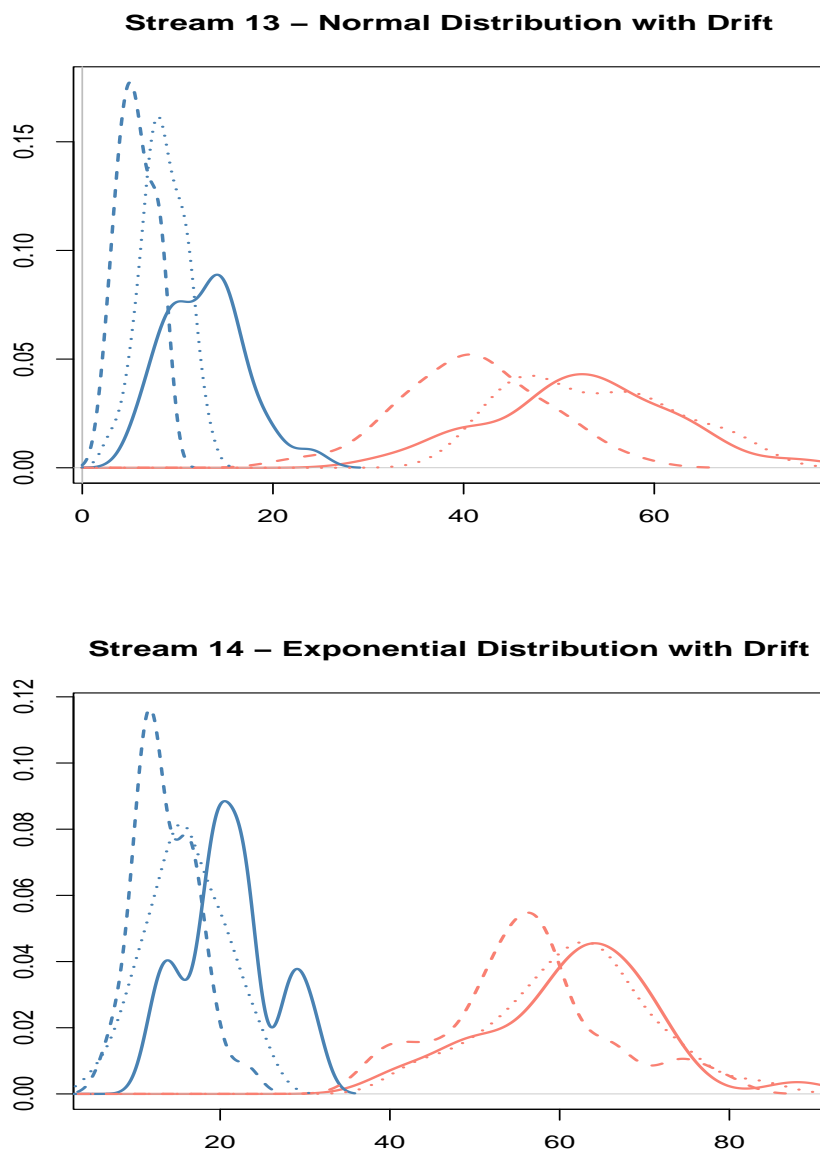 Stream 13 – Normal Distribution with Drift
0.15
0.10
0.05
0.00
0 20 40 60
Stream 14 – Exponential Distribution with Drift
0.12
0.10
0.08
0.06
0.04
0.02
0.00
20 40 60 80